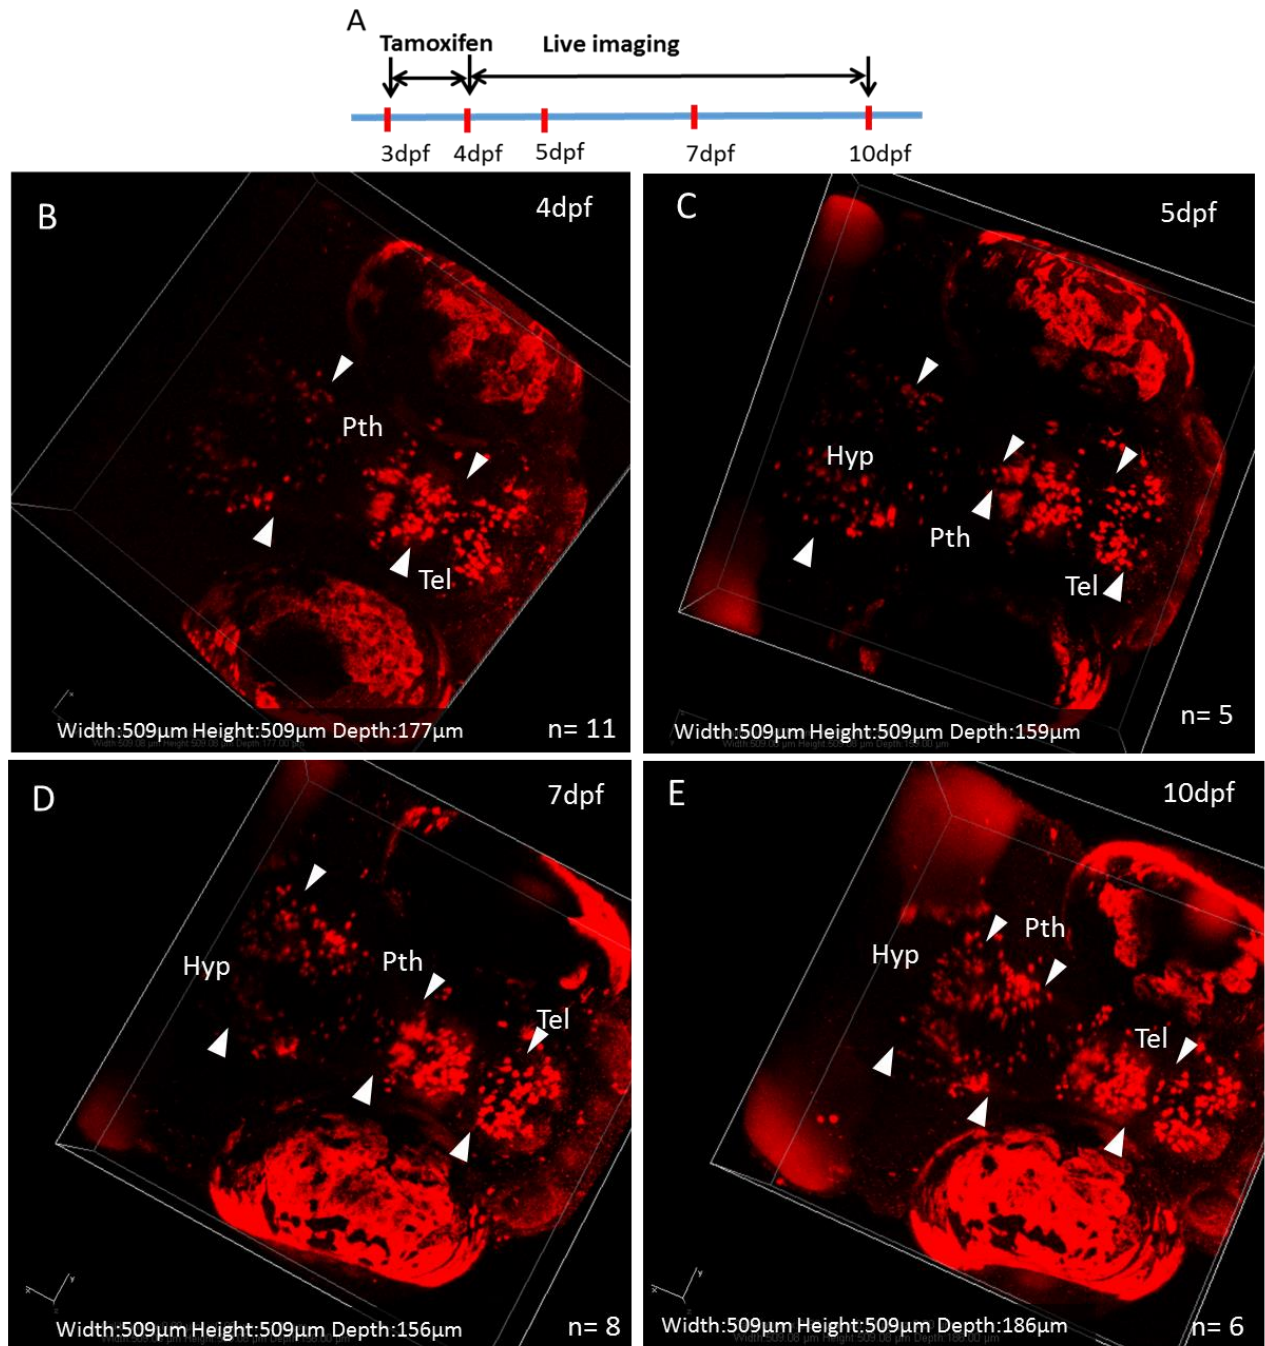 A
Tamoxifen Live imaging
3dpf 4dpf 5dpf 7dpf 10dpf
B 4dpf
Pth
Tel
Width:509µm Height:509µm Depth:177µm n= 11
C 5dpf
Hyp
Pth
Tel
Width:509µm Height:509µm Depth:159µm n= 5
D 7dpf
Hyp Pth
Tel
Width:509µm Height:509µm Depth:156µm n= 8
E 10dpf
Pth
Hyp
Tel
Width:509µm Height:509µm Depth:186µm n= 6